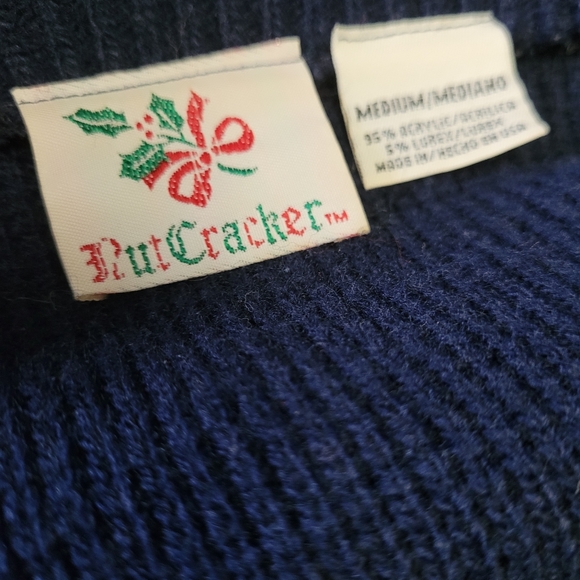 NutCracker™
MEDIUM/MEDIANO
95% ACRYLIC/ACRILICO
5% LUREX/LUREX
MADE IN/HECHO EN USA